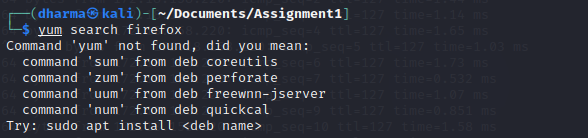 (dharma㉿kali)-[~/Documents/Assignment1]
$ yum search firefox
Command 'yum' not found, did you mean:
command 'sum' from deb coreutils
command 'zum' from deb perforate
command 'uum' from deb freewnn-jserver
command 'num' from deb quickcal
Try: sudo apt install <deb name>